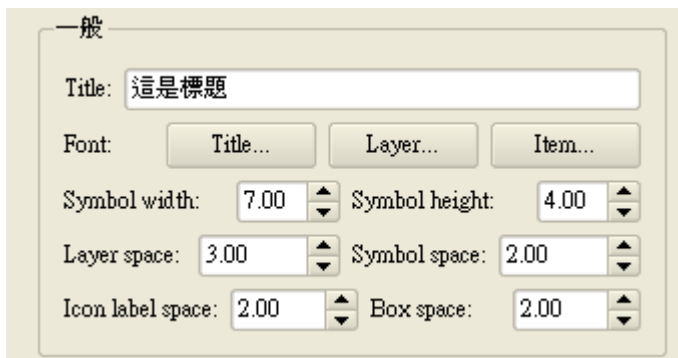 一般
Title: 這是標題
Font: Title... Layer... Item...
Symbol width: 7.00 Symbol height: 4.00
Layer space: 3.00 Symbol space: 2.00
Icon label space: 2.00 Box space: 2.00